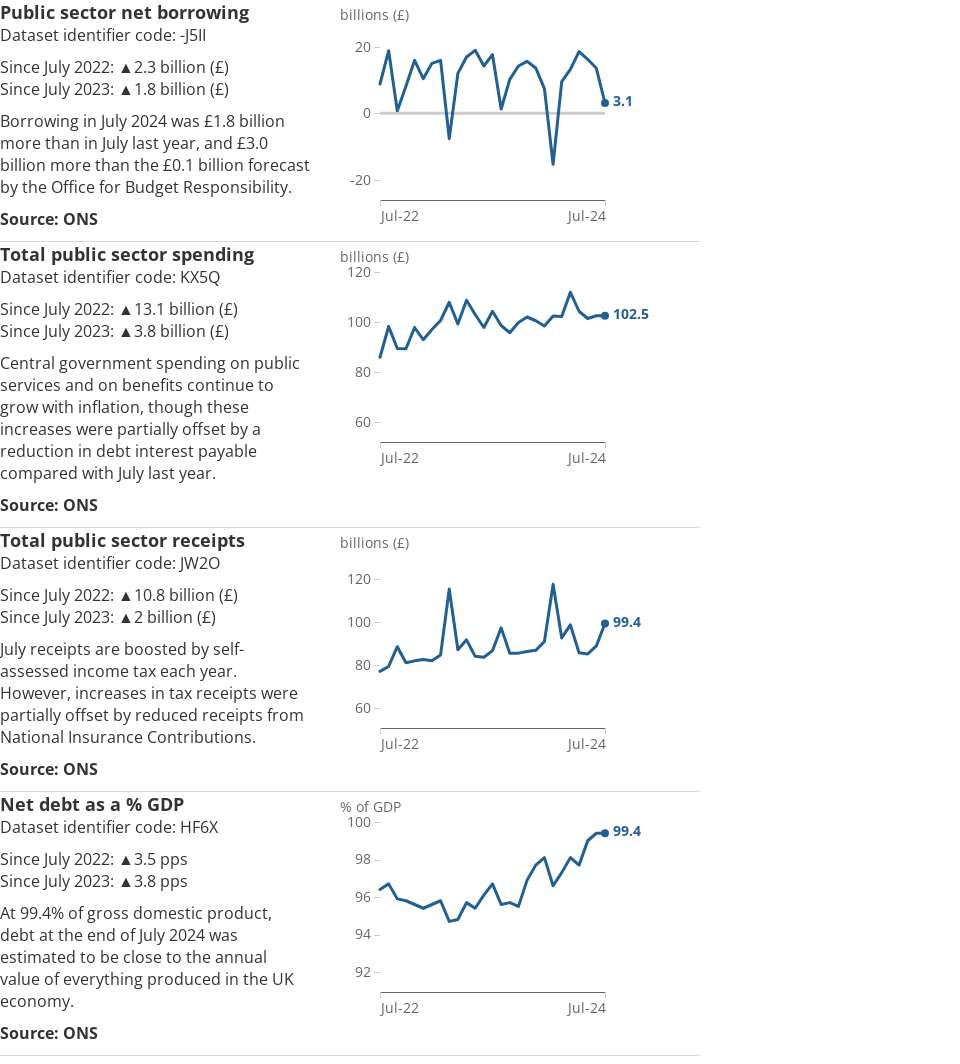 Public sector net borrowing
Dataset identifier code: -J5II
Since July 2022: ▲2.3 billion (£)
Since July 2023: ▲1.8 billion (£)
Borrowing in July 2024 was £1.8 billion
more than in July last year, and £3.0
billion more than the £0.1 billion forecast
by the Office for Budget Responsibility.
Source: ONS
billions (£)
20
0
-20
3.1
Jul-22
Jul-24
Total public sector spending
Dataset identifier code: KX5Q
Since July 2022: ▲13.1 billion (£)
Since July 2023: ▲3.8 billion (£)
Central government spending on public
services and on benefits continue to
grow with inflation, though these
increases were partially offset by a
reduction in debt interest payable
compared with July last year.
Source: ONS
billions (£)
120
100
80
60
102.5
Jul-22
Jul-24
Total public sector receipts
Dataset identifier code: JW2O
Since July 2022: ▲10.8 billion (£)
Since July 2023: ▲2 billion (£)
July receipts are boosted by self-
assessed income tax each year.
However, increases in tax receipts were
partially offset by reduced receipts from
National Insurance Contributions.
Source: ONS
billions (£)
120
100
80
60
99.4
Jul-22
Jul-24
Net debt as a % GDP
Dataset identifier code: HF6X
Since July 2022: ▲3.5 pps
Since July 2023: ▲3.8 pps
At 99.4% of gross domestic product,
debt at the end of July 2024 was
estimated to be close to the annual
value of everything produced in the UK
economy.
Source: ONS
% of GDP
100
98
96
94
92
99.4
Jul-22
Jul-24